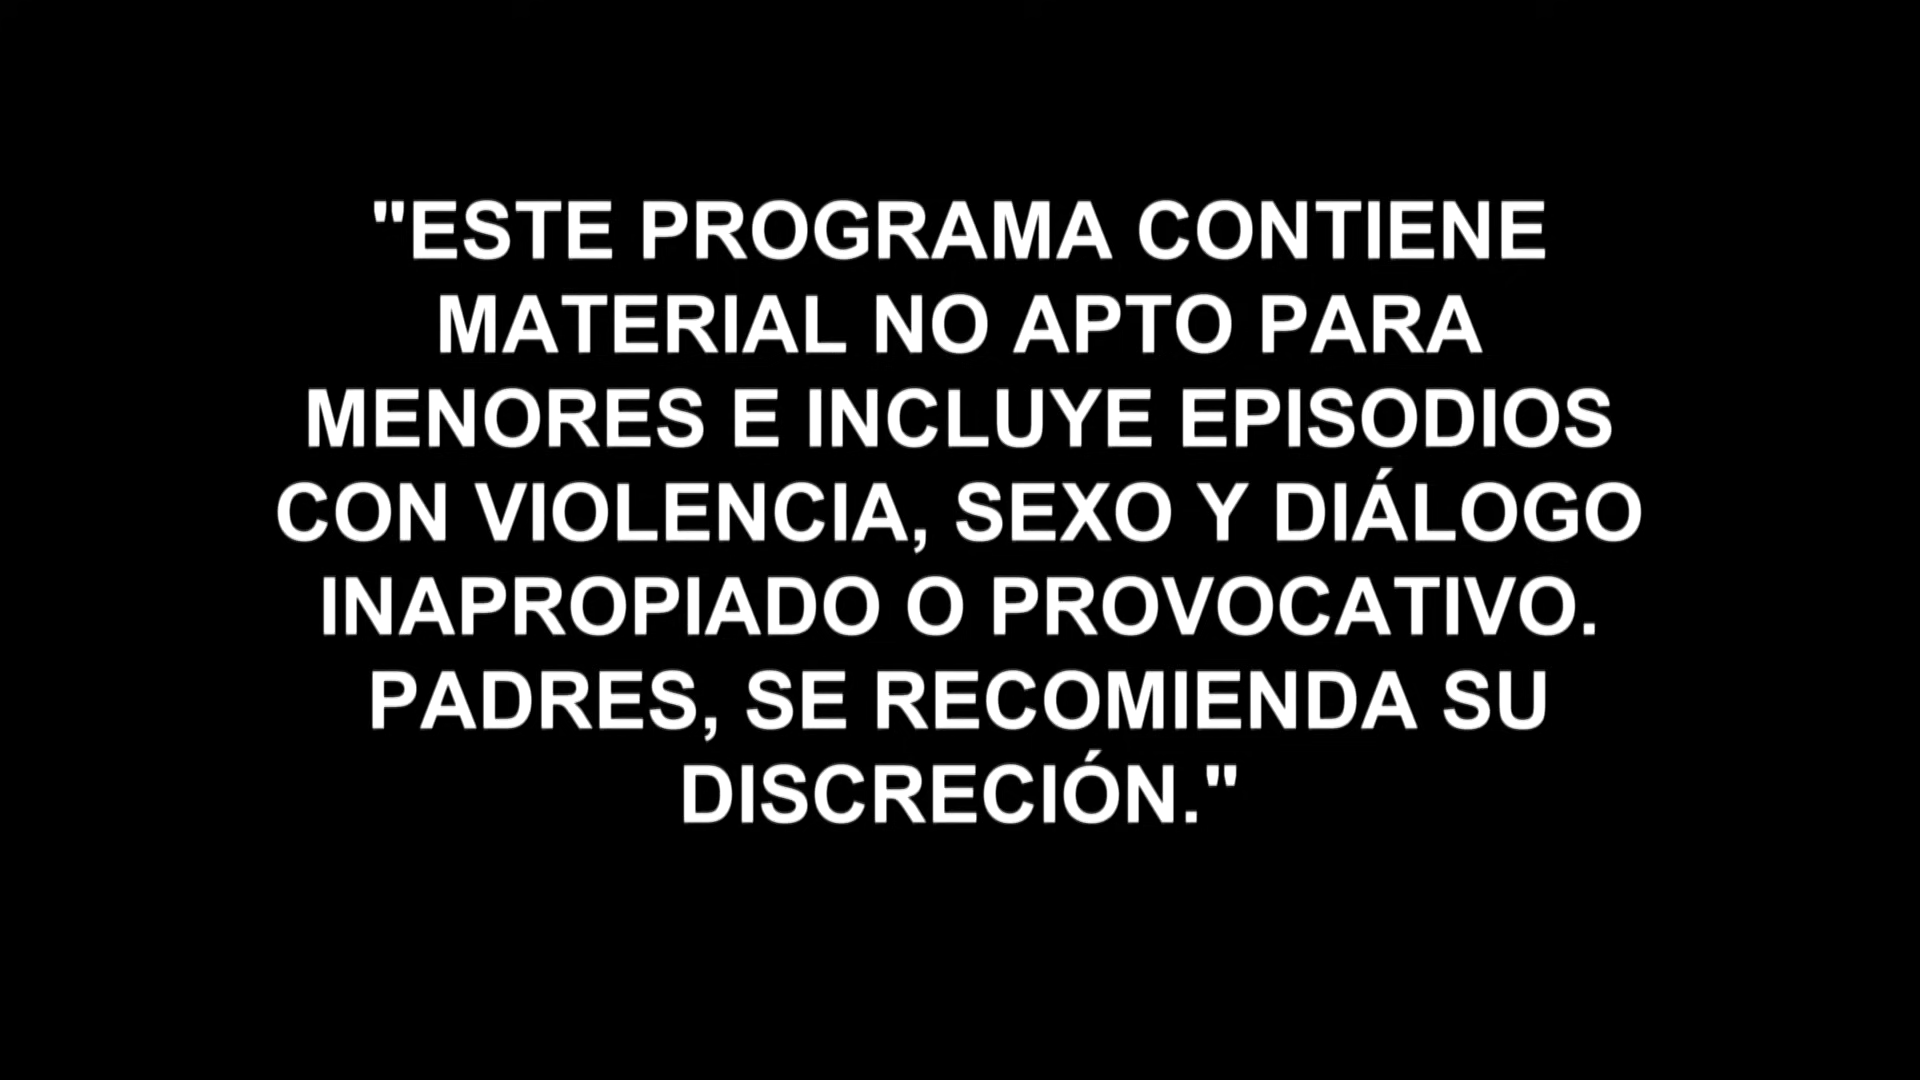 "ESTE PROGRAMA CONTIENE
MATERIAL NO APTO PARA
MENORES E INCLUYE EPISODIOS
CON VIOLENCIA, SEXO Y DIÁLOGO
INAPROPIADO O PROVOCATIVO.
PADRES, SE RECOMIENDA SU
DISCRECIÓN."